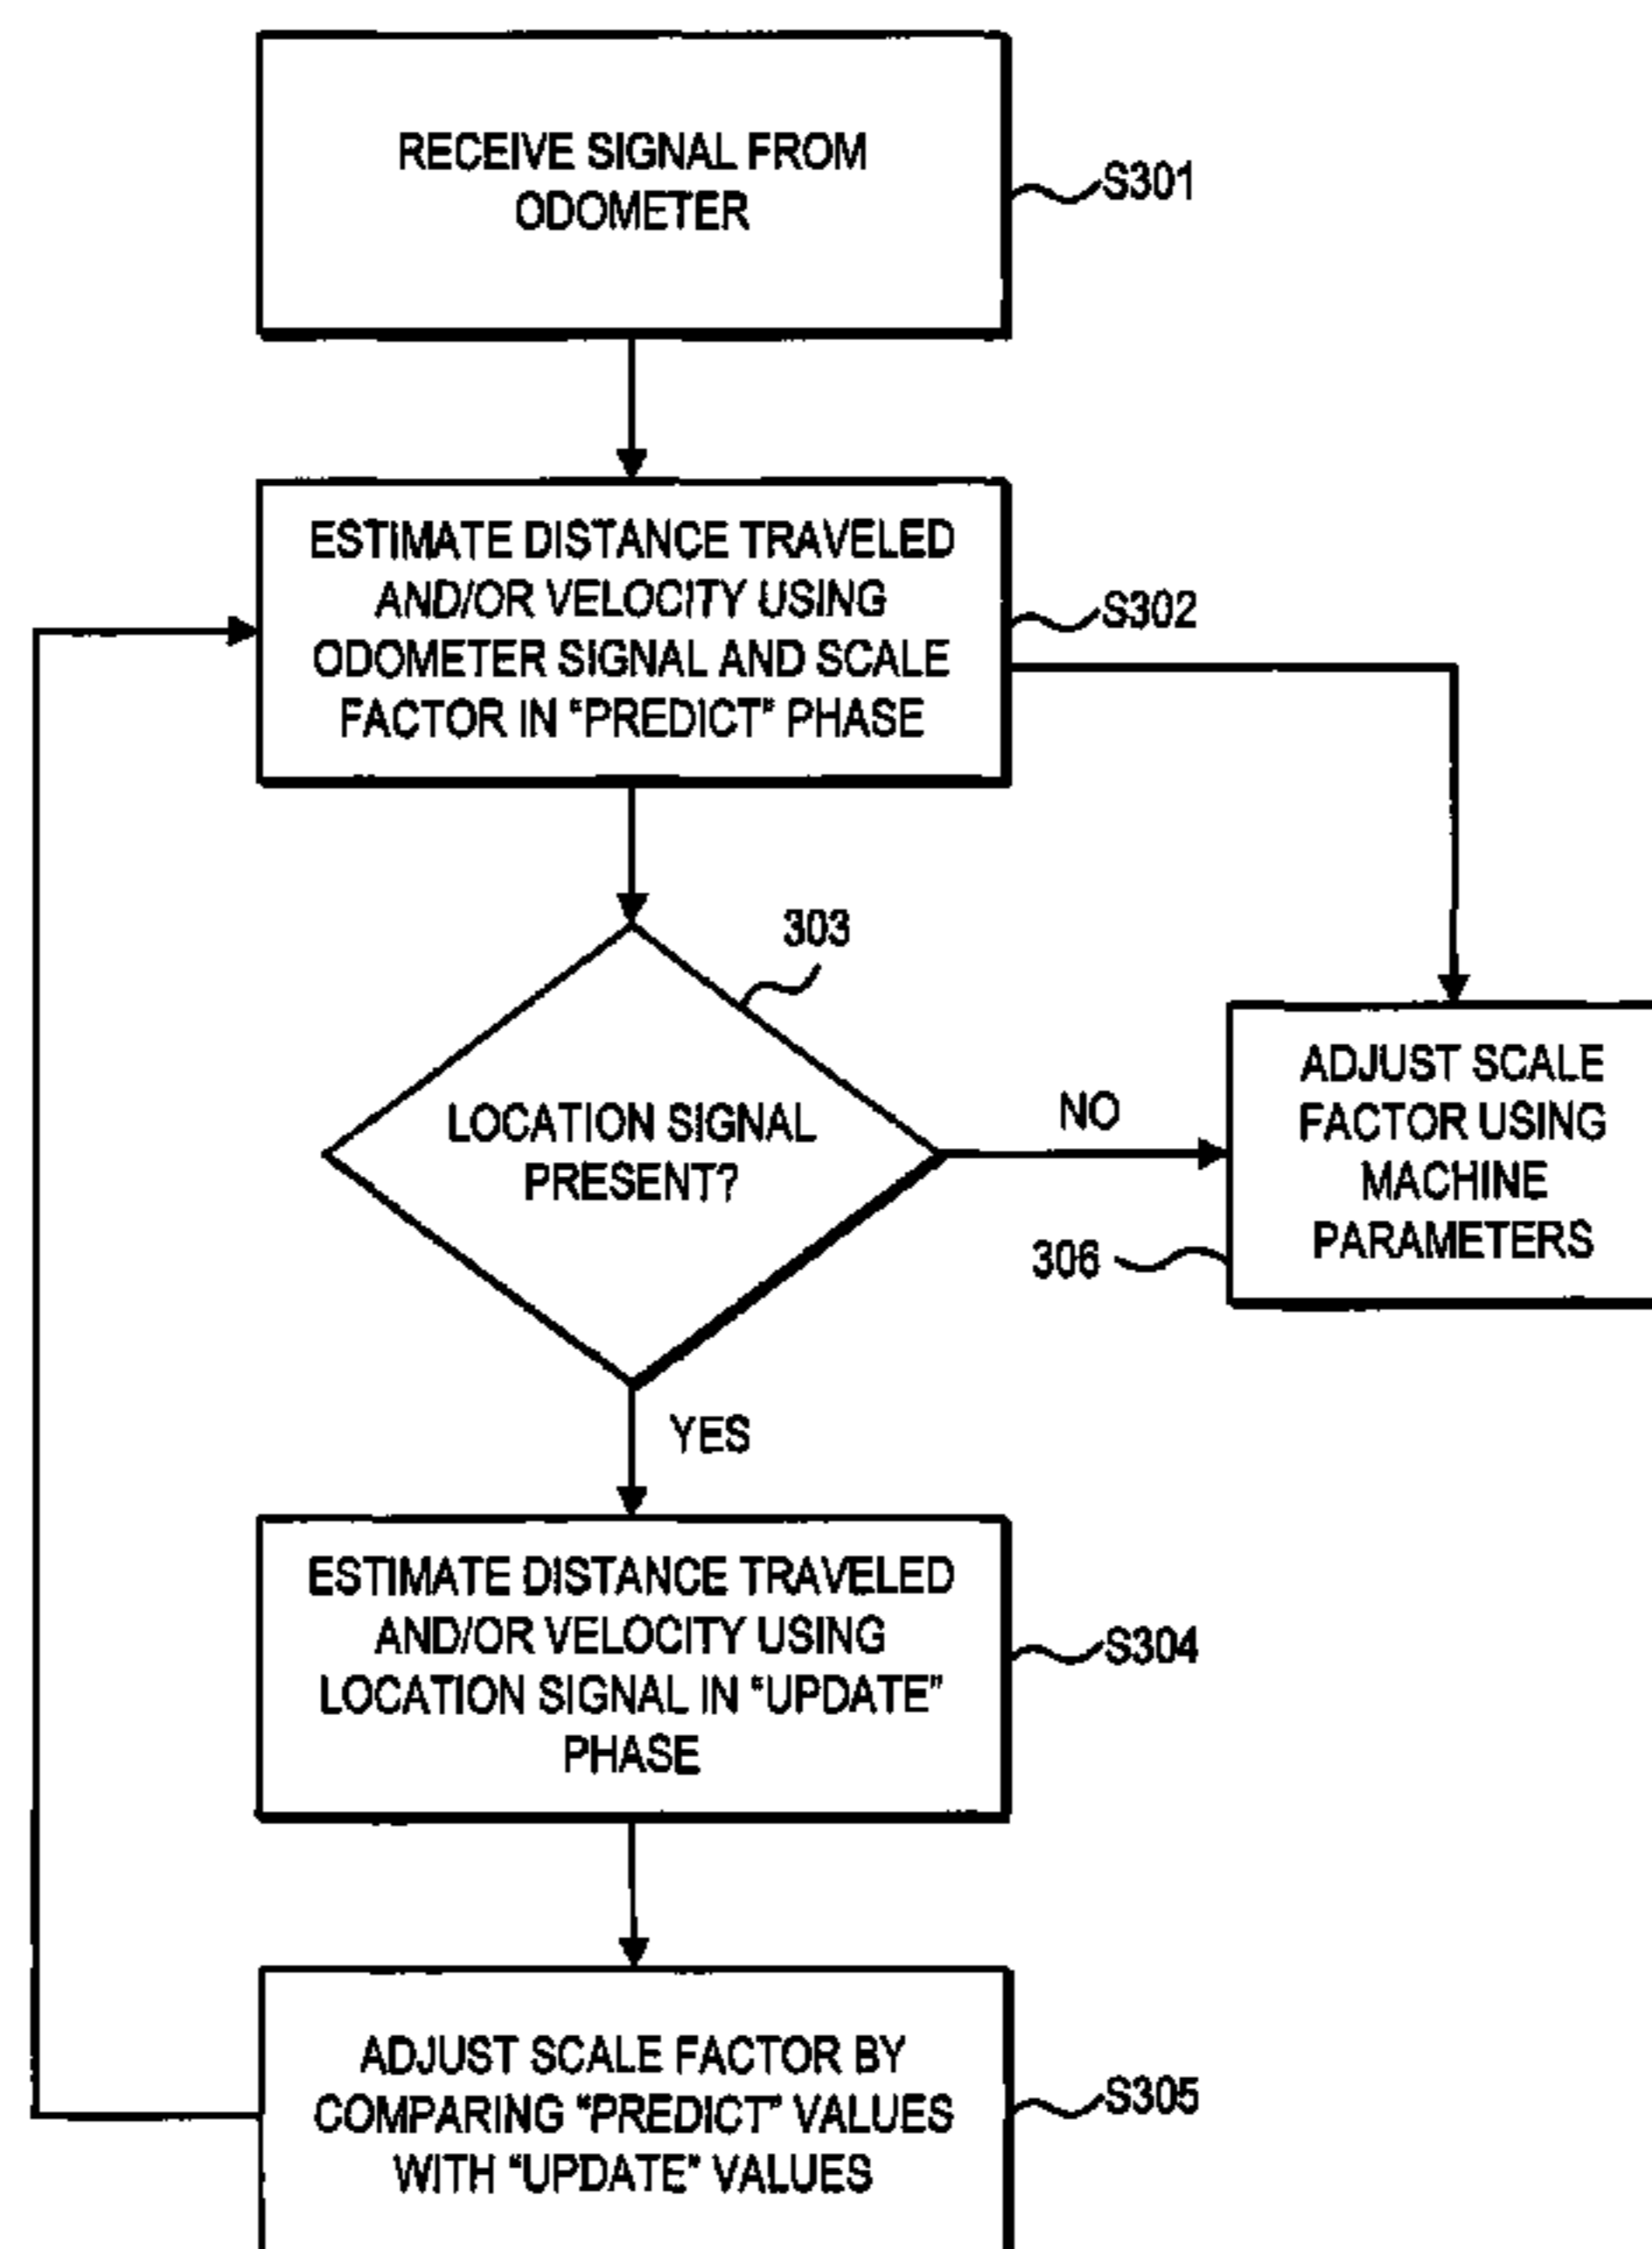 RECEIVE SIGNAL FROM
ODOMETER
S301
ESTIMATE DISTANCE TRAVELED
AND/OR VELOCITY USING
ODOMETER SIGNAL AND SCALE
FACTOR IN "PREDICT" PHASE
S302
303
LOCATION SIGNAL
PRESENT?
NO
ADJUST SCALE
FACTOR USING
MACHINE
PARAMETERS
306
YES
ESTIMATE DISTANCE TRAVELED
AND/OR VELOCITY USING
LOCATION SIGNAL IN "UPDATE"
PHASE
S304
ADJUST SCALE FACTOR BY
COMPARING "PREDICT" VALUES
WITH "UPDATE" VALUES
S305